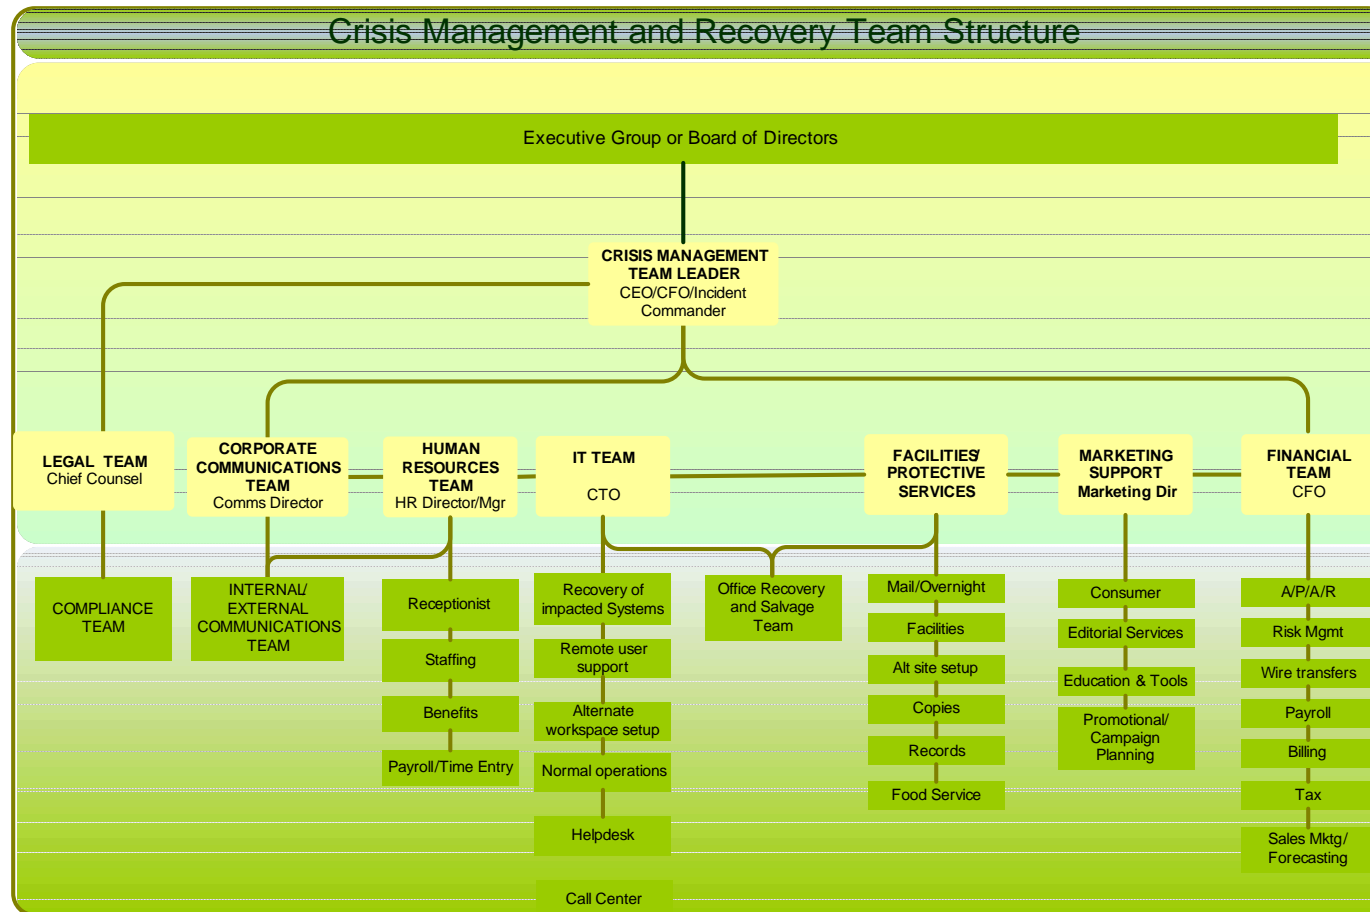 Crisis Management and Recovery Team Structure
Executive Group or Board of Directors
CRISIS MANAGEMENT
TEAM LEADER
CEO/CFO/Incident
Commander
LEGAL TEAM
Chief Counsel
CORPORATE
COMMUNICATIONS
TEAM
Comms Director
HUMAN
RESOURCES
TEAM
HR Director/Mgr
IT TEAM
CTO
FACILITIES/
PROTECTIVE
SERVICES
MARKETING
SUPPORT
Marketing Dir
FINANCIAL
TEAM
CFO
COMPLIANCE
TEAM
INTERNAL/
EXTERNAL
COMMUNICATIONS
TEAM
Receptionist
Staffing
Benefits
Payroll/Time Entry
Recovery of
impacted Systems
Remote user
support
Alternate
workspace setup
Normal operations
Helpdesk
Call Center
Office Recovery
and Salvage
Team
Mail/Overnight
Facilities
Alt site setup
Copies
Records
Food Service
Consumer
Editorial Services
Education & Tools
Promotional/
Campaign
Planning
A/P/A/R
Risk Mgmt
Wire transfers
Payroll
Billing
Tax
Sales Mktg/
Forecasting